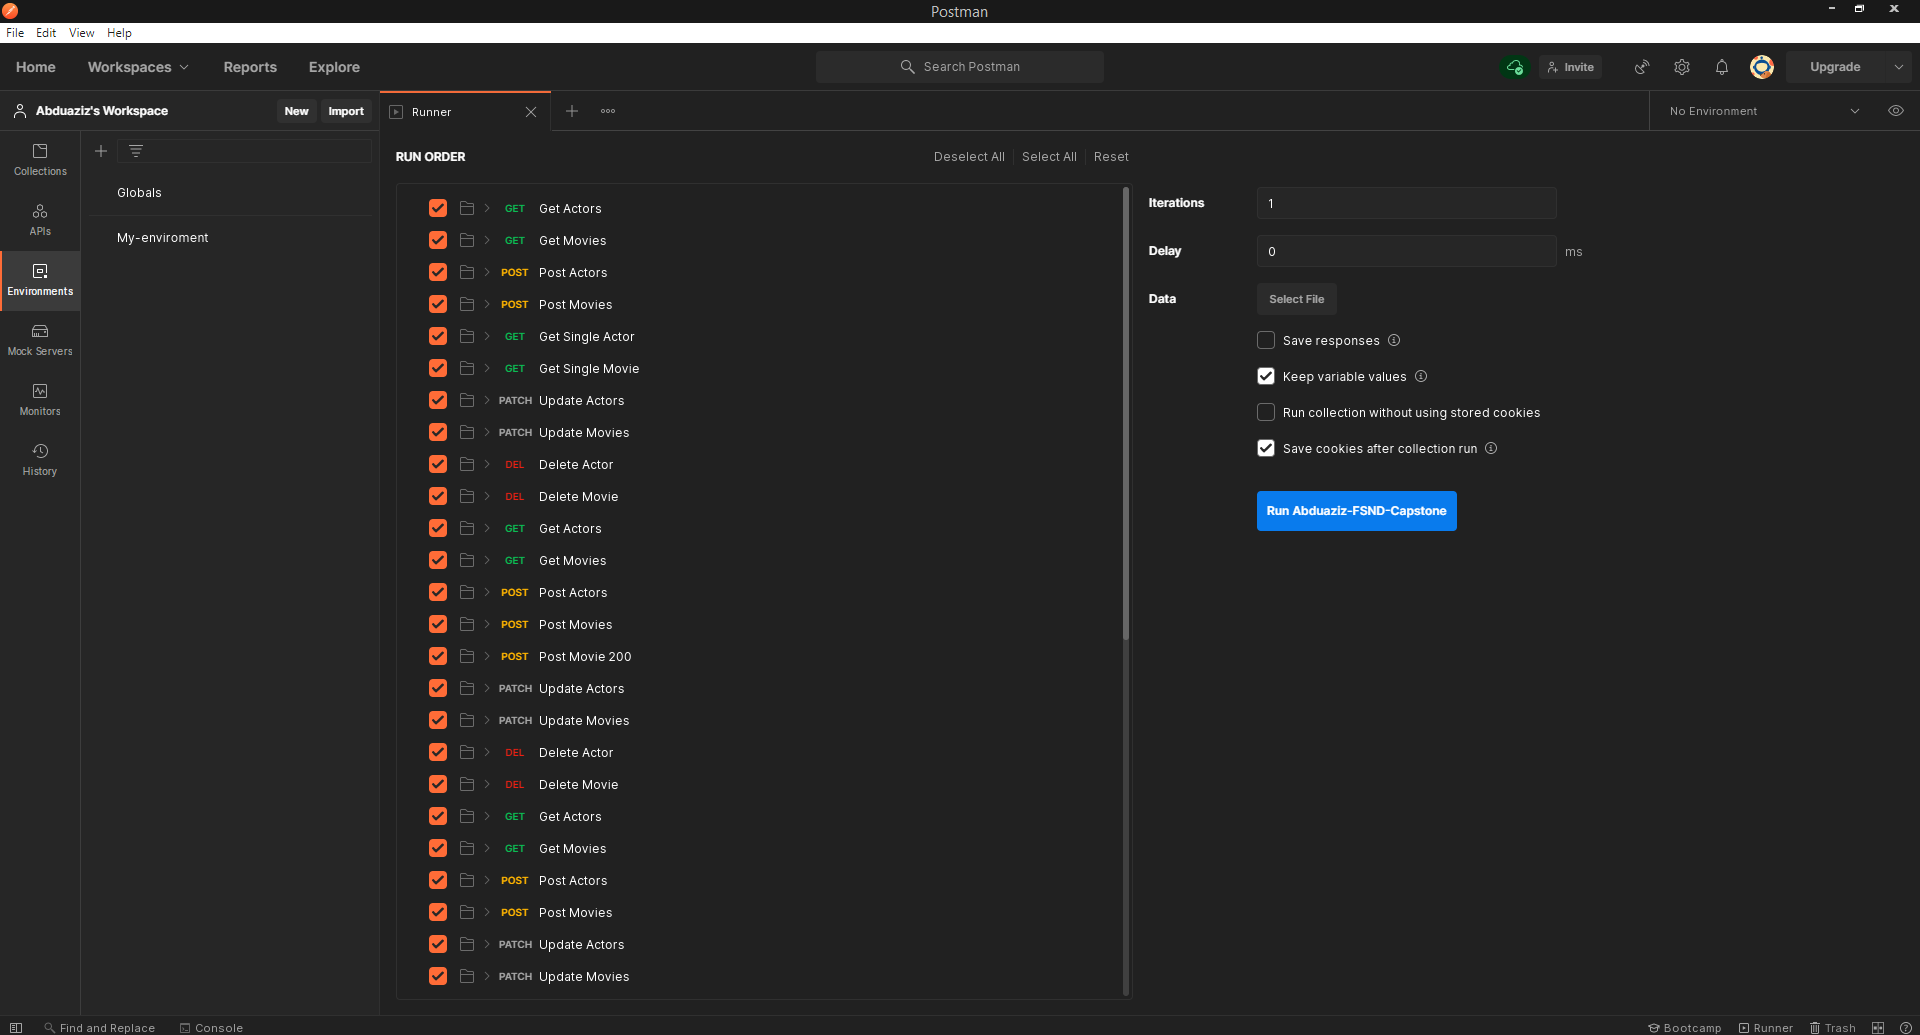 Postman
File Edit View Help
Home Workspaces Reports Explore Search Postman Invite Upgrade
Abduaziz's Workspace New Import Runner No Environment
Collections
APIs
Environments
Mock Servers
Monitors
History
Globals
My-enviroment
RUN ORDER Deselect All Select All Reset
GET Get Actors
GET Get Movies
POST Post Actors
POST Post Movies
GET Get Single Actor
GET Get Single Movie
PATCH Update Actors
PATCH Update Movies
DEL Delete Actor
DEL Delete Movie
GET Get Actors
GET Get Movies
POST Post Actors
POST Post Movies
POST Post Movie 200
PATCH Update Actors
PATCH Update Movies
DEL Delete Actor
DEL Delete Movie
GET Get Actors
GET Get Movies
POST Post Actors
POST Post Movies
PATCH Update Actors
PATCH Update Movies
Iterations 1
Delay 0 ms
Data Select File
Save responses
Keep variable values
Run collection without using stored cookies
Save cookies after collection run
Run Abduaziz-FSND-Capstone
Find and Replace Console Bootcamp Runner Trash